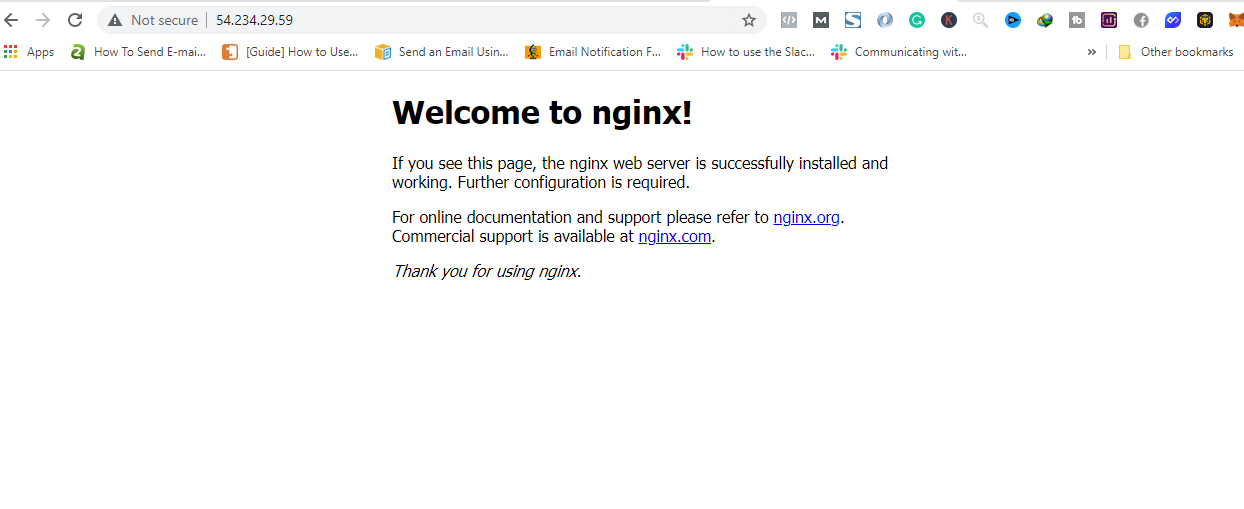 Not secure 54.234.29.59
Apps How To Send E-mai... [Guide] How to Use... Send an Email Usin... Email Notification F... How to use the Slac... Communicating wit... » Other bookmarks
Welcome to nginx!
If you see this page, the nginx web server is successfully installed and
working. Further configuration is required.
For online documentation and support please refer to nginx.org.
Commercial support is available at nginx.com.
Thank you for using nginx.